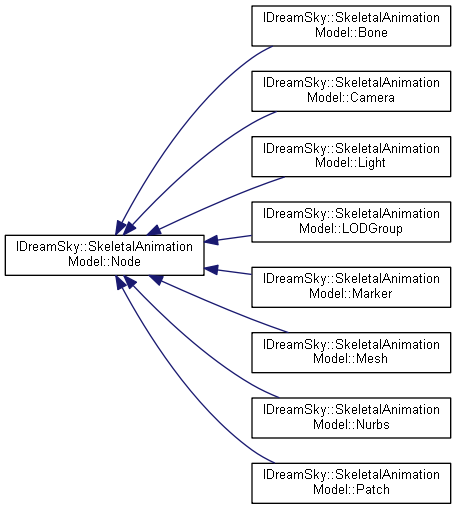 IDreamSky::SkeletalAnimation
Model::Bone
IDreamSky::SkeletalAnimation
Model::Camera
IDreamSky::SkeletalAnimation
Model::Light
IDreamSky::SkeletalAnimation
Model::LODGroup
IDreamSky::SkeletalAnimation
Model::Node
IDreamSky::SkeletalAnimation
Model::Marker
IDreamSky::SkeletalAnimation
Model::Mesh
IDreamSky::SkeletalAnimation
Model::Nurbs
IDreamSky::SkeletalAnimation
Model::Patch